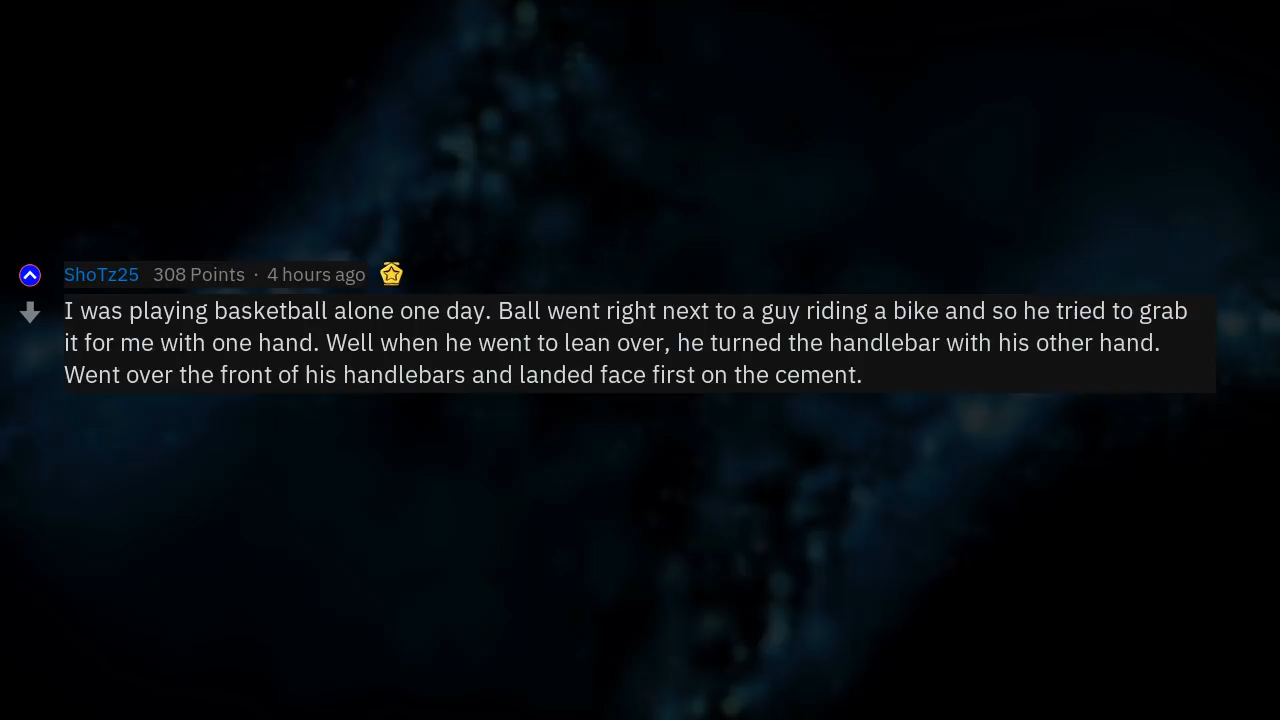 ShoTz25 308 Points · 4 hours ago
I was playing basketball alone one day. Ball went right next to a guy riding a bike and so he tried to grab
it for me with one hand. Well when he went to lean over, he turned the handlebar with his other hand.
Went over the front of his handlebars and landed face first on the cement.